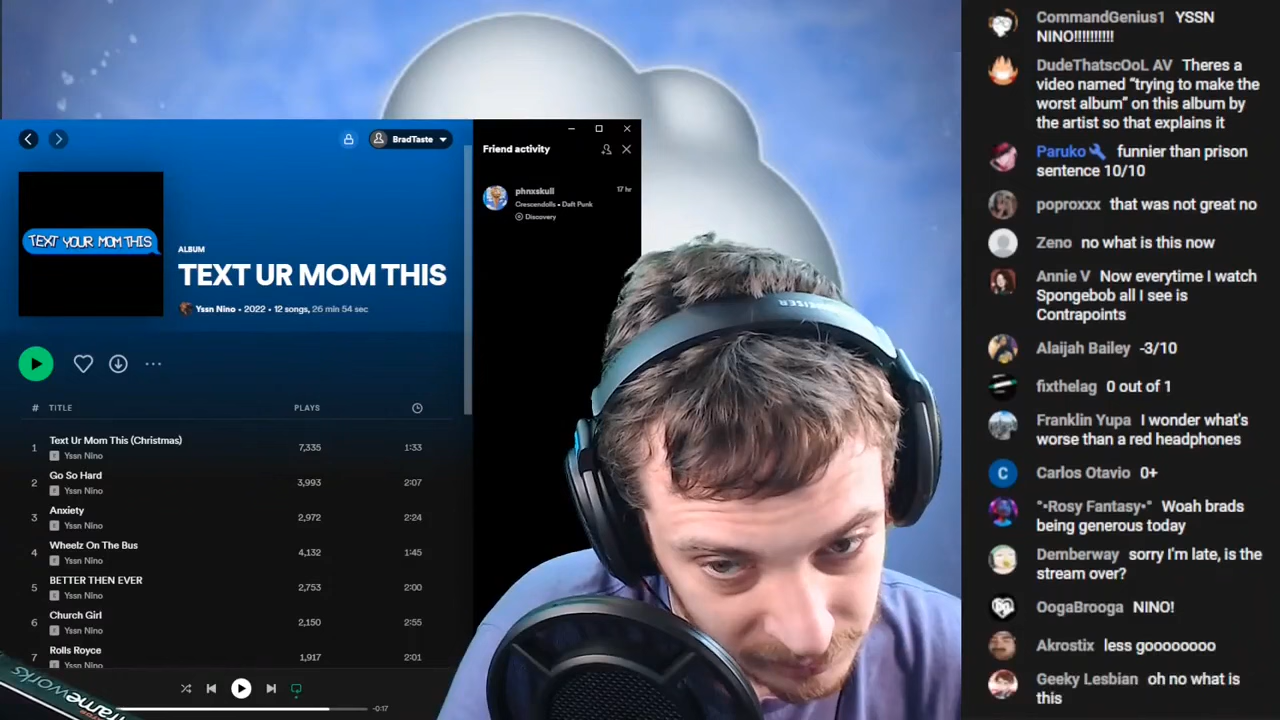 BradTaste
Friend activity
phnxskull
17 hr
Crescendolls • Daft Punk
Discovery
TEXT YOUR MOM THIS
ALBUM
TEXT UR MOM THIS
Yssn Nino • 2022 • 12 songs, 26 min 54 sec
# TITLE PLAYS
1 Text Ur Mom This (Christmas) 7,335 1:33
E Yssn Nino
2 Go So Hard 3,993 2:07
E Yssn Nino
3 Anxiety 2,972 2:24
E Yssn Nino
4 Wheelz On The Bus 4,132 1:45
E Yssn Nino
5 BETTER THEN EVER 2,753 2:00
E Yssn Nino
6 Church Girl 2,150 2:55
E Yssn Nino
7 Rolls Royce 1,917 2:01
E Yssn Nino
-0:17
SENNHEISER
CommandGenius1 YSSN
NINO!!!!!!!!!!
DudeThatscOoL AV Theres a
video named “trying to make the
worst album” on this album by
the artist so that explains it
Paruko funnier than prison
sentence 10/10
poproxxx that was not great no
Zeno no what is this now
Annie V Now everytime I watch
Spongebob all I see is
Contrapoints
Alaijah Bailey -3/10
fixthelag 0 out of 1
Franklin Yupa I wonder what's
worse than a red headphones
C Carlos Otavio 0+
"•Rosy Fantasy•" Woah brads
being generous today
Demberway sorry I'm late, is the
stream over?
OogaBrooga NINO!
Akrostix less goooooooo
Geeky Lesbian oh no what is
this